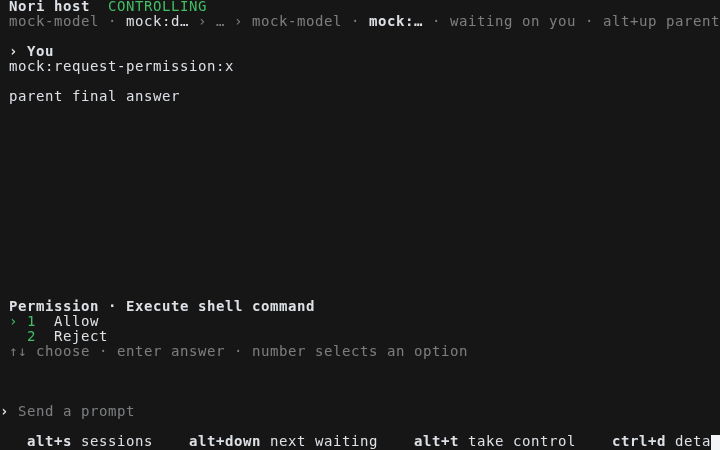 Nori host  CONTROLLING
mock-model · mock:d… › … › mock-model · mock:… · waiting on you · alt+up parent
› You
mock:request-permission:x
parent final answer
Permission · Execute shell command
› 1  Allow
2  Reject
↑↓ choose · enter answer · number selects an option
› Send a prompt
alt+s sessions    alt+down next waiting    alt+t take control    ctrl+d deta